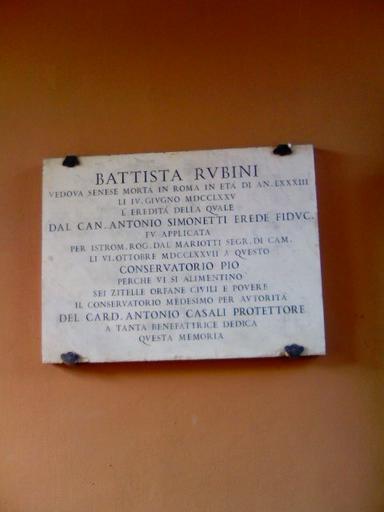 BATTISTA RVBINI
VEDOVA SENESE MORTA IN ROMA IN ETÀ DI AN. LXXXIII
LI IV. GIVGNO MDCCLXXV
L EREDITÀ DELLA QVALE
DAL CAN. ANTONIO SIMONETTI EREDE FIDVC.
FV APPLICATA
PER ISTROM. ROG. DAL MARIOTTI SEGR. DI CAM.
LI VI. OTTOBRE MDCCLXXVII A QVESTO
CONSERVATORIO PIO
PERCHE VI SI ALIMENTINO
SEI ZITELLE ORFANE CIVILI E POVERE
IL CONSERVATORIO MEDESIMO PER AVTORITÀ
DEL CARD. ANTONIO CASALI PROTETTORE
A TANTA BENEFATTRICE DEDICA
QVESTA MEMORIA